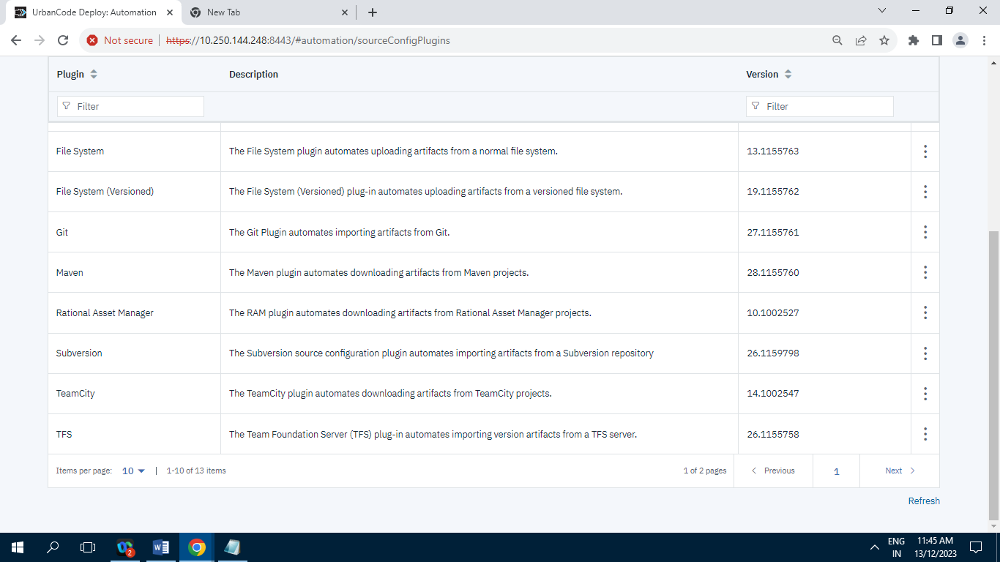 UrbanCode Deploy: Automation
New Tab
Not secure https://10.250.144.248:8443/#automation/sourceConfigPlugins
Plugin Description Version
Filter Filter
File System The File System plugin automates uploading artifacts from a normal file system. 13.1155763
File System (Versioned) The File System (Versioned) plug-in automates uploading artifacts from a versioned file system. 19.1155762
Git The Git Plugin automates importing artifacts from Git. 27.1155761
Maven The Maven plugin automates downloading artifacts from Maven projects. 28.1155760
Rational Asset Manager The RAM plugin automates downloading artifacts from Rational Asset Manager projects. 10.1002527
Subversion The Subversion source configuration plugin automates importing artifacts from a Subversion repository 26.1159798
TeamCity The TeamCity plugin automates downloading artifacts from TeamCity projects. 14.1002547
TFS The Team Foundation Server (TFS) plug-in automates importing version artifacts from a TFS server. 26.1155758
Items per page: 10 | 1-10 of 13 items 1 of 2 pages Previous 1 Next
Refresh
2
ENG 11:45 AM
IN 13/12/2023